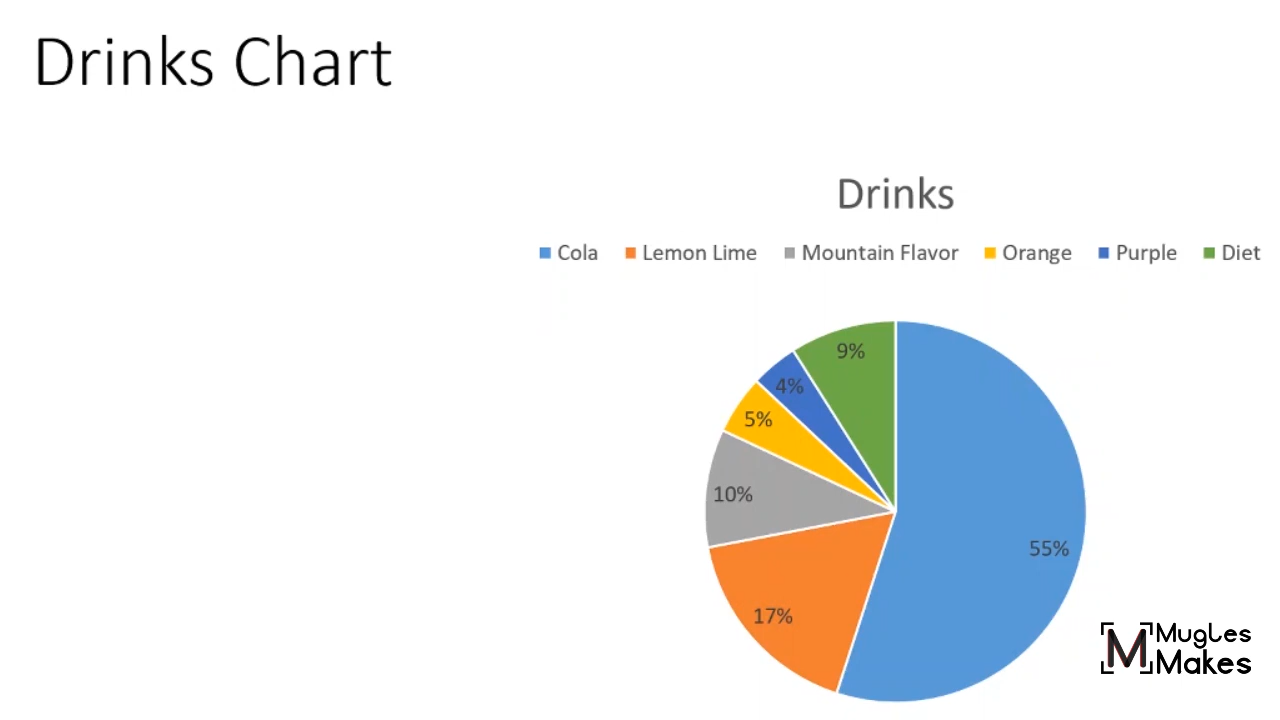 Drinks Chart
Drinks
Cola Lemon Lime Mountain Flavor Orange Purple Diet
9%
4%
5%
10%
55%
17%
M Mugles
Makes